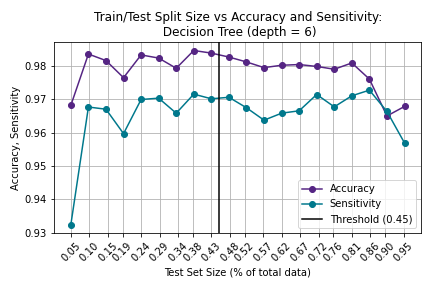 Train/Test Split Size vs Accuracy and Sensitivity:
Decision Tree (depth = 6)
Accuracy, Sensitivity
0.98
0.97
0.96
0.95
0.94
0.93
Accuracy
Sensitivity
Threshold (0.45)
0.05 0.10 0.15 0.19 0.24 0.29 0.34 0.38 0.43 0.48 0.52 0.57 0.62 0.67 0.72 0.76 0.81 0.86 0.90 0.95
Test Set Size (% of total data)